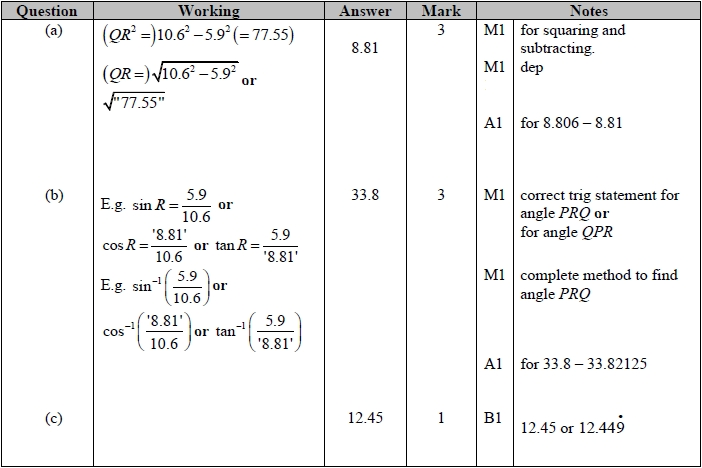 Question Working Answer Mark Notes
(a) (QR² =)10.6² – 5.9² (= 77.55) 8.81 3 M1 for squaring and subtracting.
(QR =)√10.6² – 5.9² or M1 dep
√"77.55"
A1 for 8.806 – 8.81
(b) E.g. sin R = 5.9/10.6 or 33.8 3 M1 correct trig statement for angle PRQ or for angle QPR
cos R = '8.81'/10.6 or tan R = 5.9/'8.81'
E.g. sin⁻¹(5.9/10.6) or M1 complete method to find angle PRQ
cos⁻¹('8.81'/10.6) or tan⁻¹(5.9/'8.81')
A1 for 33.8 – 33.82125
(c) 12.45 1 B1 12.45 or 12.449̇